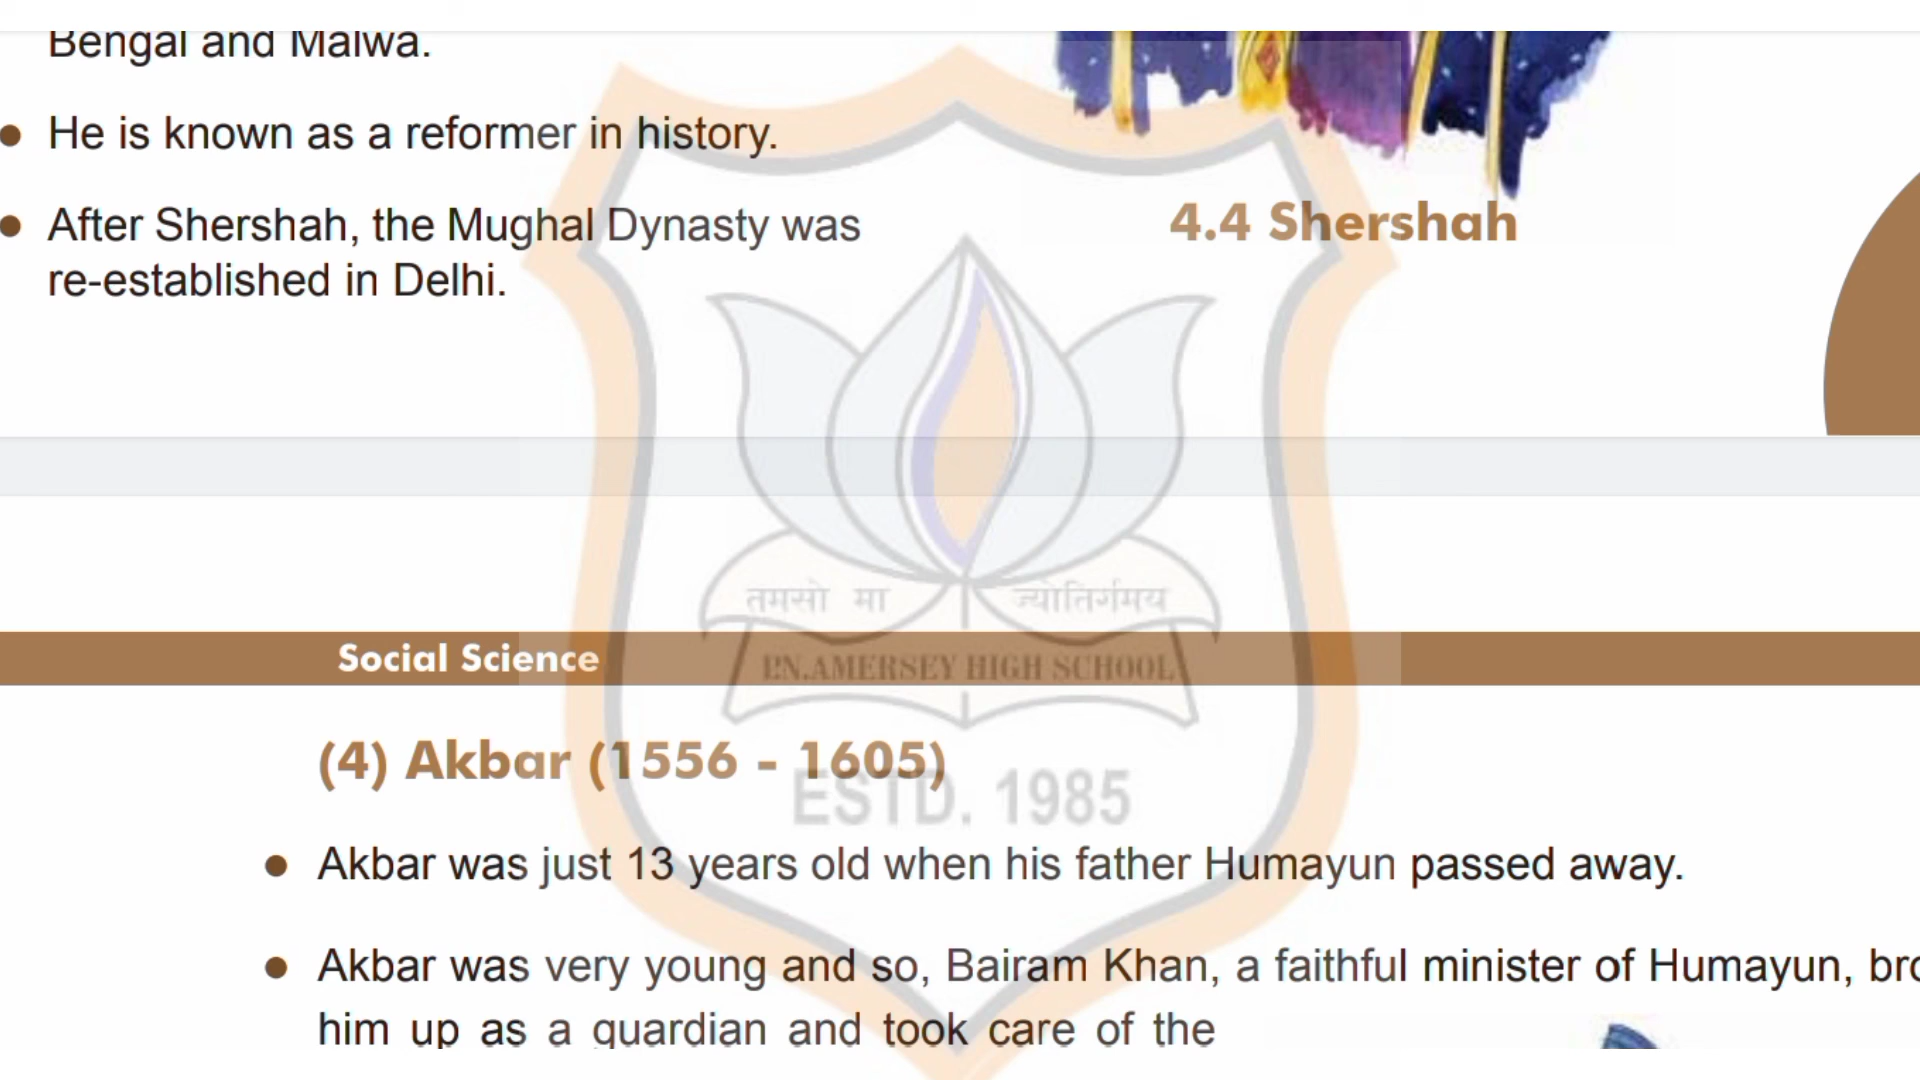 Bengal and Malwa.
He is known as a reformer in history.
After Shershah, the Mughal Dynasty was
re-established in Delhi.
4.4 Shershah
तमसो मा ज्योतिर्गमय
Social Science
P.N.AMERSEY HIGH SCHOOL
(4) Akbar (1556 - 1605)
ESTD. 1985
Akbar was just 13 years old when his father Humayun passed away.
Akbar was very young and so, Bairam Khan, a faithful minister of Humayun,
him up as a guardian and took care of the